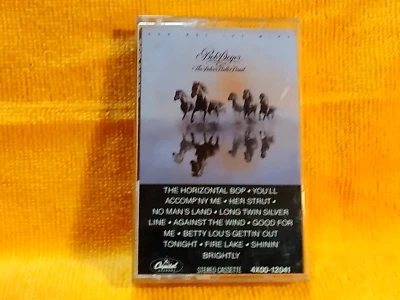 Bob Seger
&
The Silver Bullet Band
THE HORIZONTAL BOP • YOU'LL
ACCOMP'NY ME • HER STRUT •
NO MAN'S LAND • LONG TWIN SILVER
LINE • AGAINST THE WIND • GOOD FOR
ME • BETTY LOU'S GETTIN' OUT
TONIGHT • FIRE LAKE • SHININ'
BRIGHTLY
Capitol
STEREO CASSETTE 4XOO-12041